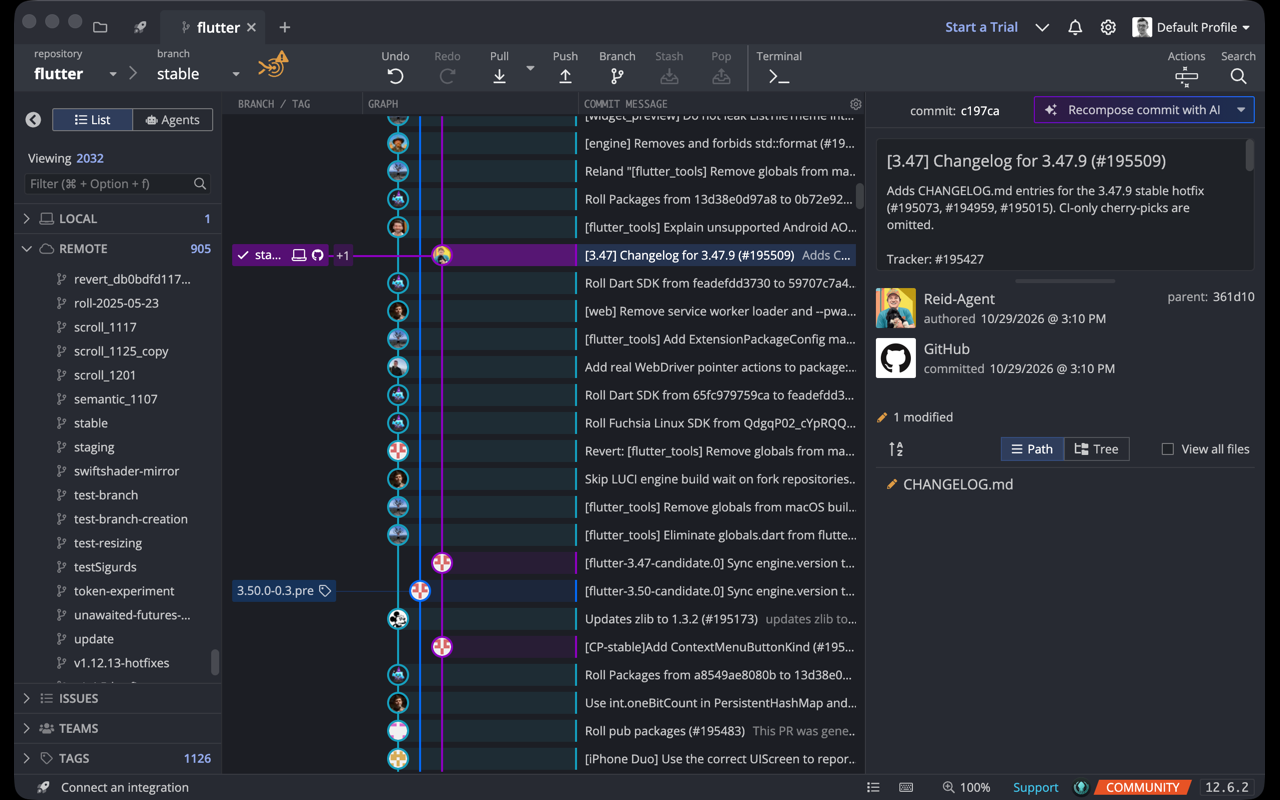 flutter
Start a Trial
Default Profile
repository
flutter
branch
stable
Undo
Redo
Pull
Push
Branch
Stash
Pop
Terminal
Actions
Search
List
Agents
Viewing 2032
Filter (⌘ + Option + f)
LOCAL 1
REMOTE 905
revert_db0bdfd117...
roll-2025-05-23
scroll_1117
scroll_1125_copy
scroll_1201
semantic_1107
stable
staging
swiftshader-mirror
test-branch
test-branch-creation
test-resizing
testSigurds
token-experiment
unawaited-futures-...
update
v1.12.13-hotfixes
ISSUES
TEAMS
TAGS 1126
BRANCH / TAG
GRAPH
COMMIT MESSAGE
[widget_preview] Do not leak ListTileTheme int...
[engine] Removes and forbids std::format (#19...
Reland "[flutter_tools] Remove globals from ma...
Roll Packages from 13d38e0d97a8 to 0b72e92...
[flutter_tools] Explain unsupported Android AO...
sta... +1
[3.47] Changelog for 3.47.9 (#195509) Adds C...
Roll Dart SDK from feadefdd3730 to 59707c7a4...
[web] Remove service worker loader and --pwa...
[flutter_tools] Add ExtensionPackageConfig ma...
Add real WebDriver pointer actions to package:...
Roll Dart SDK from 65fc979759ca to feadefdd3...
Roll Fuchsia Linux SDK from QdgqP02_cYpRQQ...
Revert: [flutter_tools] Remove globals from ma...
Skip LUCI engine build wait on fork repositories...
[flutter_tools] Remove globals from macOS buil...
[flutter_tools] Eliminate globals.dart from flutte...
[flutter-3.47-candidate.0] Sync engine.version t...
3.50.0-0.3.pre
[flutter-3.50-candidate.0] Sync engine.version t...
Updates zlib to 1.3.2 (#195173) updates zlib to...
[CP-stable]Add ContextMenuButtonKind (#195...
Roll Packages from a8549ae8080b to 13d38e0...
Use int.oneBitCount in PersistentHashMap and...
Roll pub packages (#195483) This PR was gene...
[iPhone Duo] Use the correct UIScreen to repor...
commit: c197ca
Recompose commit with AI
[3.47] Changelog for 3.47.9 (#195509)
Adds CHANGELOG.md entries for the 3.47.9 stable hotfix
(#195073, #194959, #195015). CI-only cherry-picks are
omitted.
Tracker: #195427
Reid-Agent
authored 10/29/2026 @ 3:10 PM
parent: 361d10
GitHub
committed 10/29/2026 @ 3:10 PM
1 modified
Path
Tree
View all files
CHANGELOG.md
Connect an integration
100%
Support
COMMUNITY
12.6.2